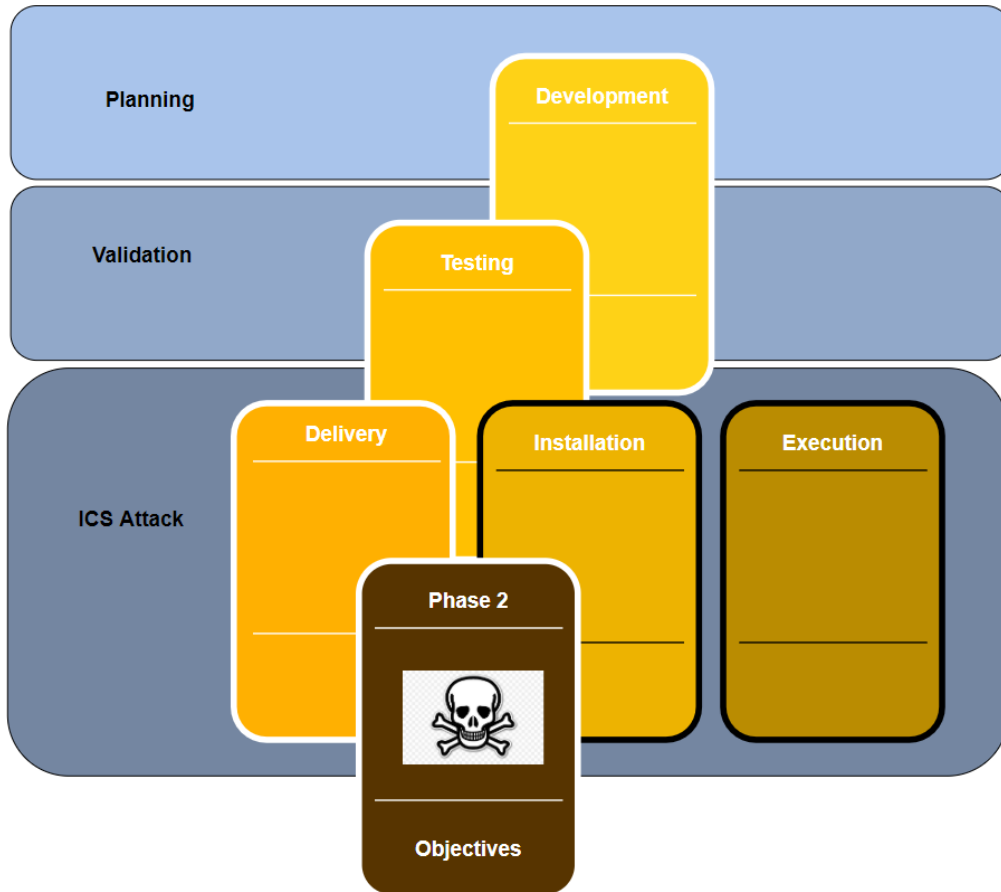 Planning
Development
Validation
Testing
ICS Attack
Delivery
Installation
Execution
Phase 2
Objectives